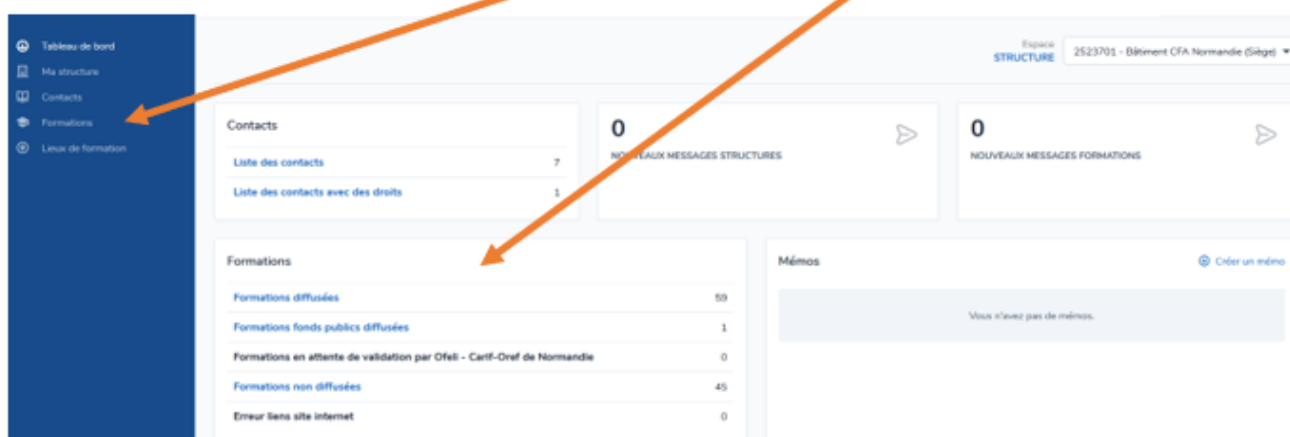 Tableau de bord
Ma structure
Contacts
Formations
Lieux de formation
Espace
STRUCTURE
2523701 - Bâtiment CFA Normandie (Siège)
Contacts
Liste des contacts 7
Liste des contacts avec des droits 1
0
NOUVEAUX MESSAGES STRUCTURES
0
NOUVEAUX MESSAGES FORMATIONS
Formations
Formations diffusées 59
Formations fonds publics diffusées 1
Formations en attente de validation par Ofeli - Carif-Oref de Normandie 0
Formations non diffusées 45
Erreur liens site internet 0
Mémos
Créer un mémo
Vous n'avez pas de mémos.